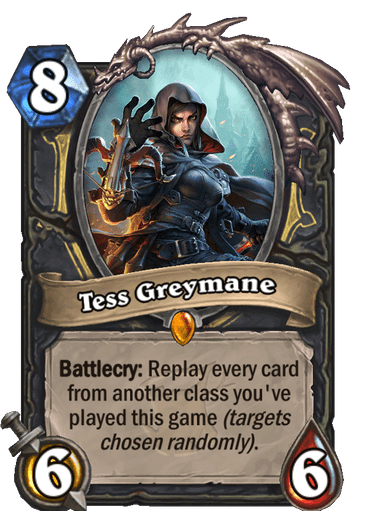 8
Tess Greymane
Battlecry: Replay every card
from another class you've
played this game (targets
chosen randomly).
6
6